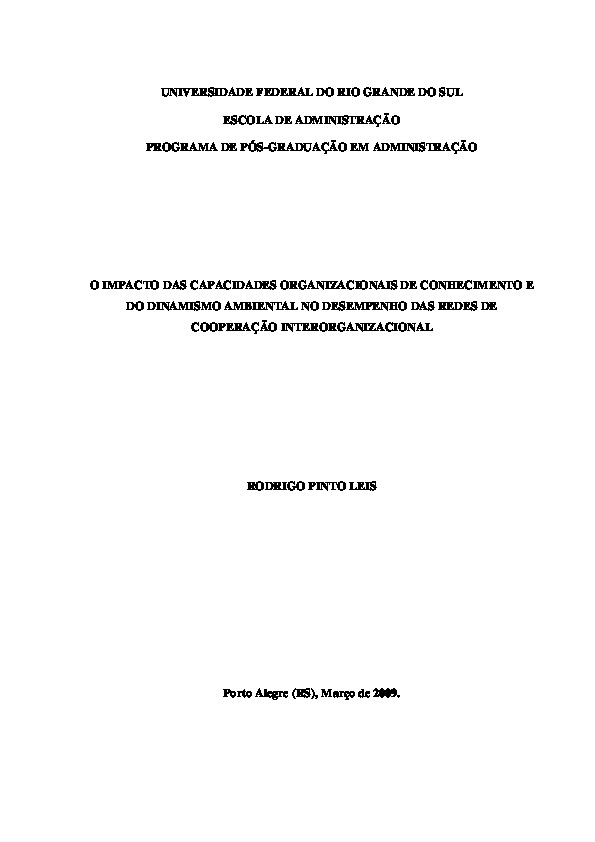 UNIVERSIDADE FEDERAL DO RIO GRANDE DO SUL
ESCOLA DE ADMINISTRAÇÃO
PROGRAMA DE PÓS-GRADUAÇÃO EM ADMINISTRAÇÃO
O IMPACTO DAS CAPACIDADES ORGANIZACIONAIS DE CONHECIMENTO E
DO DINAMISMO AMBIENTAL NO DESEMPENHO DAS REDES DE
COOPERAÇÃO INTERORGANIZACIONAL
RODRIGO PINTO LEIS
Porto Alegre (RS), Março de 2009.